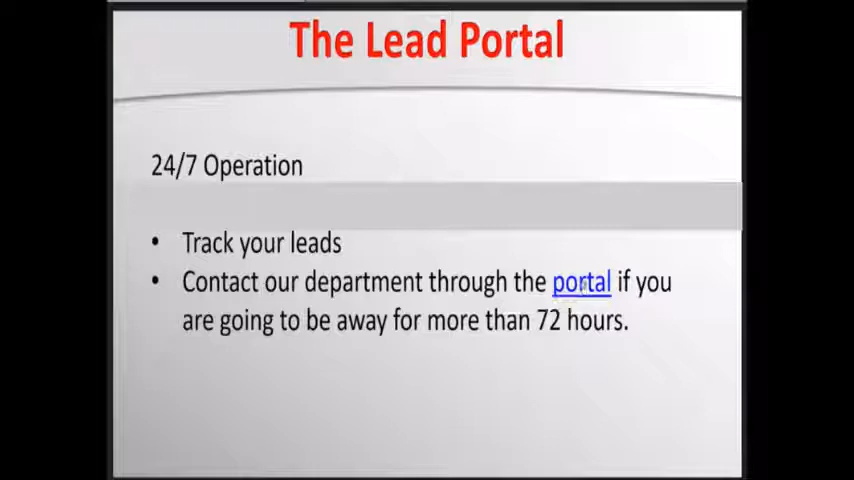 The Lead Portal
24/7 Operation
• Track your leads
• Contact our department through the portal if you
are going to be away for more than 72 hours.